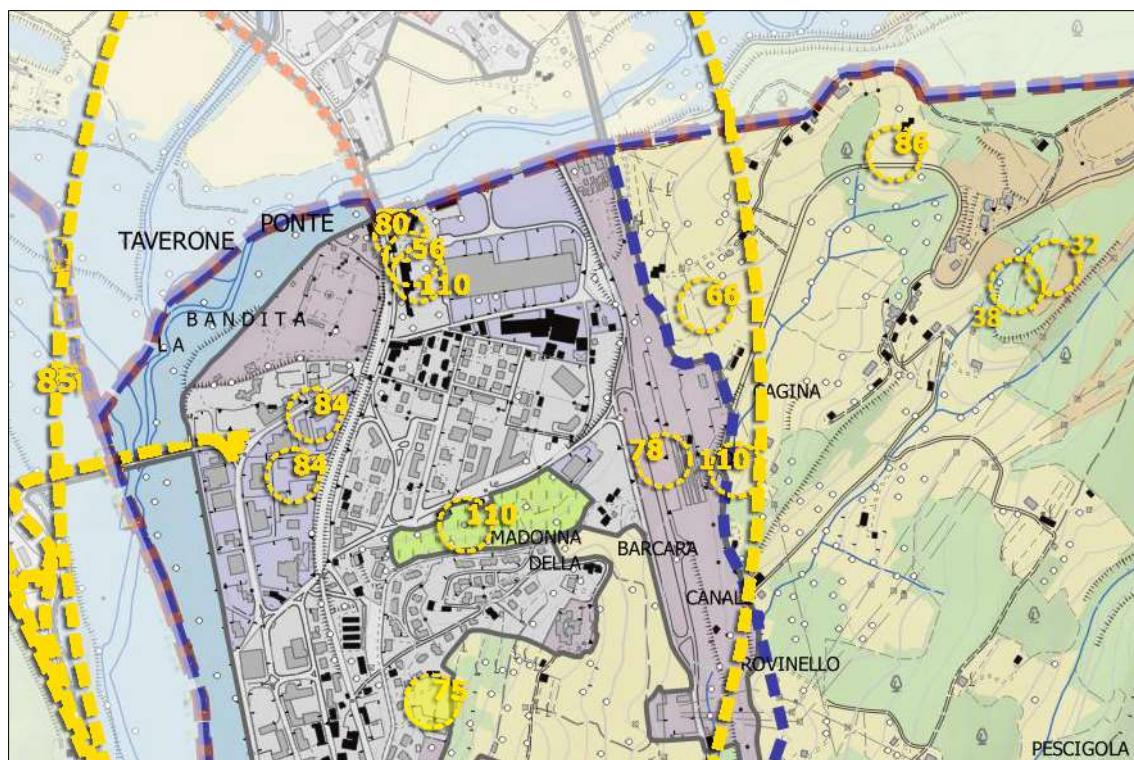 86
80
PONTE
TAVERONE
56
110
32
38
66
BANDITA
LA
85
CAGINA
84
78
110
84
110
MADONNA
BARCARA
DELLA
CANAL
ROVINELLO
75
PESCIGOLA